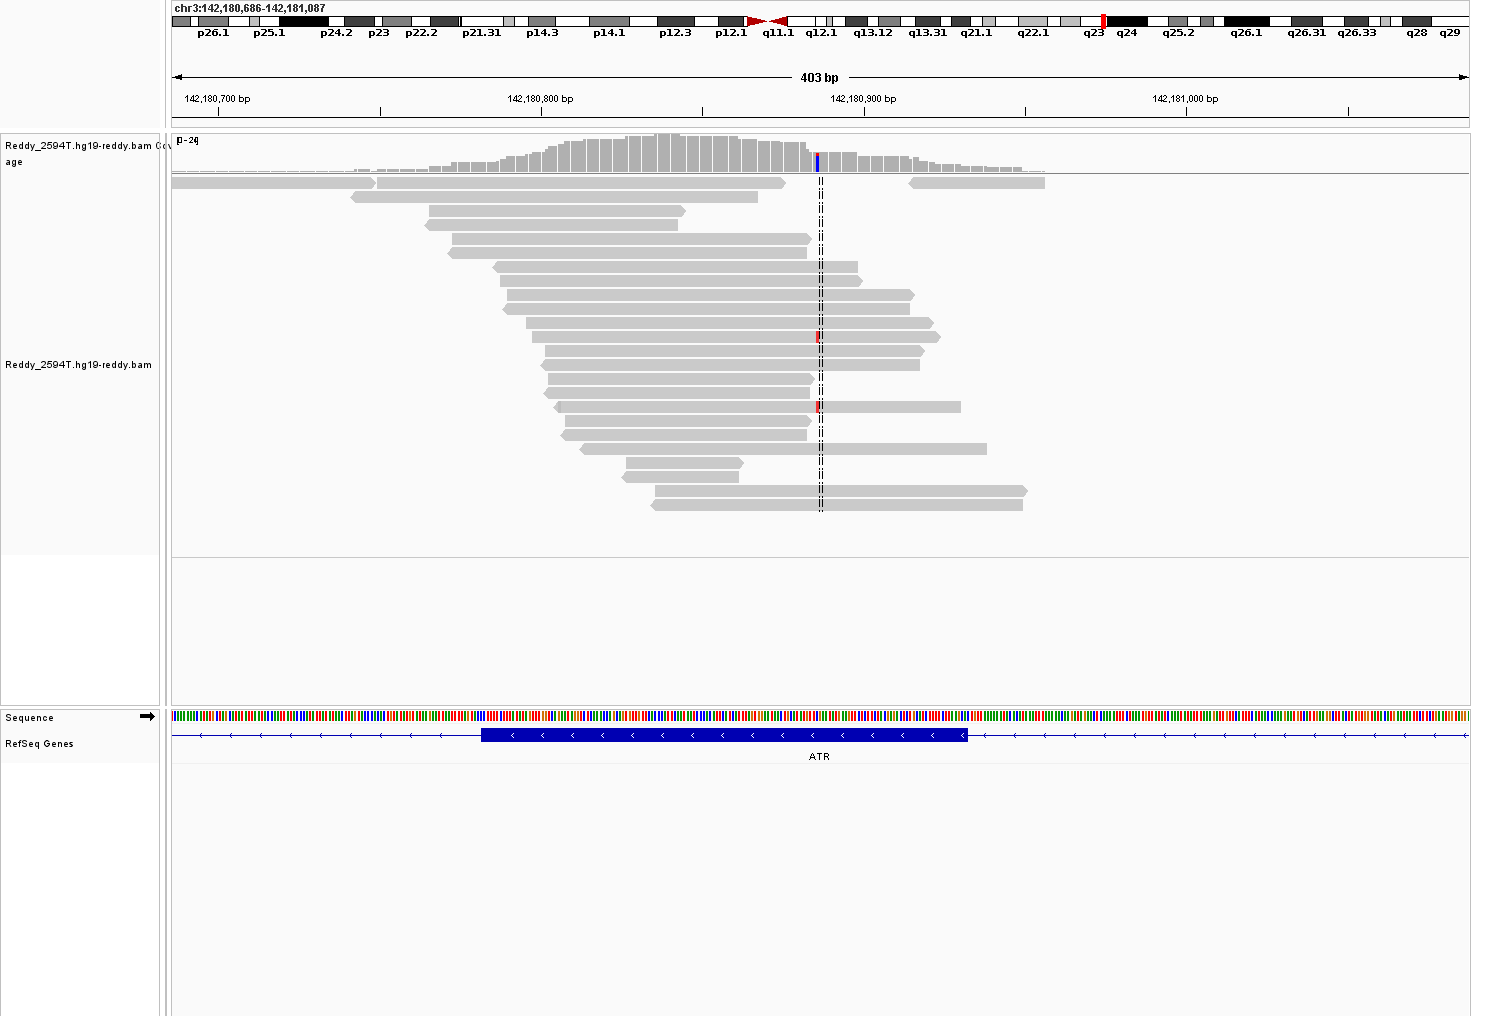 chr3:142,180,686-142,181,087
p26.1 p25.1 p24.2 p23 p22.2 p21.31 p14.3 p14.1 p12.3 p12.1 q11.1 q12.1 q13.12 q13.31 q21.1 q22.1 q23 q24 q25.2 q26.1 q26.31 q26.33 q28 q29
403 bp
142,180,700 bp 142,180,800 bp 142,180,900 bp 142,181,000 bp
Reddy_2594T.hg19-reddy.bam Cov
age
[0-24]
Reddy_2594T.hg19-reddy.bam
Sequence
RefSeq Genes
ATR